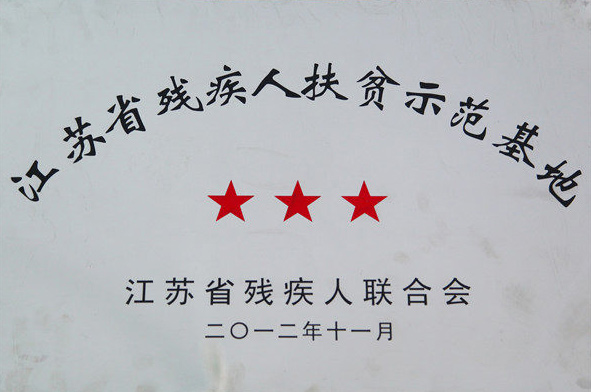 江苏省残疾人扶贫示范基地
江苏省残疾人联合会
二〇一二年十一月